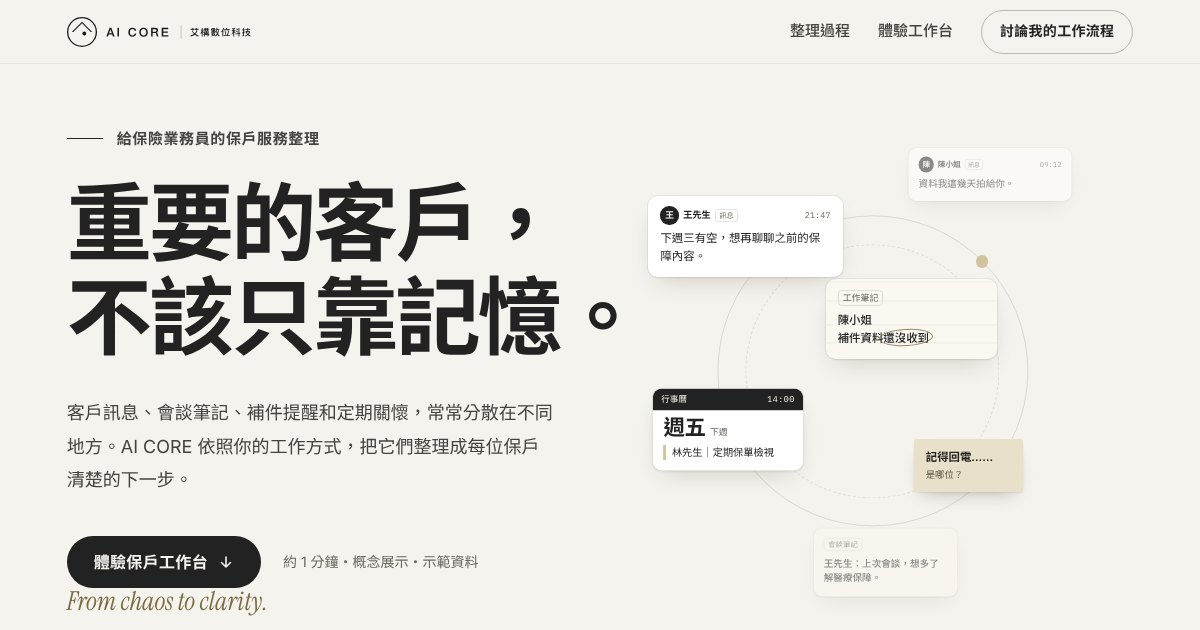 AI CORE | 艾構數位科技
整理過程
體驗工作台
討論我的工作流程
給保險業務員的保戶服務整理
重要的客戶，
不該只靠記憶。
客戶訊息、會談筆記、補件提醒和定期關懷，常常分散在不同
地方。AI CORE 依照你的工作方式，把它們整理成每位保戶
清楚的下一步。
體驗保戶工作台 ↓
約 1 分鐘・概念展示・示範資料
From chaos to clarity.
陳 陳小姐 訊息 09:12
資料我這幾天拍給你。
王 王先生 訊息 21:47
下週三有空，想再聊聊之前的保
障內容。
工作筆記
陳小姐
補件資料還沒收到
行事曆 14:00
週五 下週
林先生｜定期保單檢視
記得回電……
是哪位？
會談筆記
王先生：上次會談，想多了
解醫療保障。